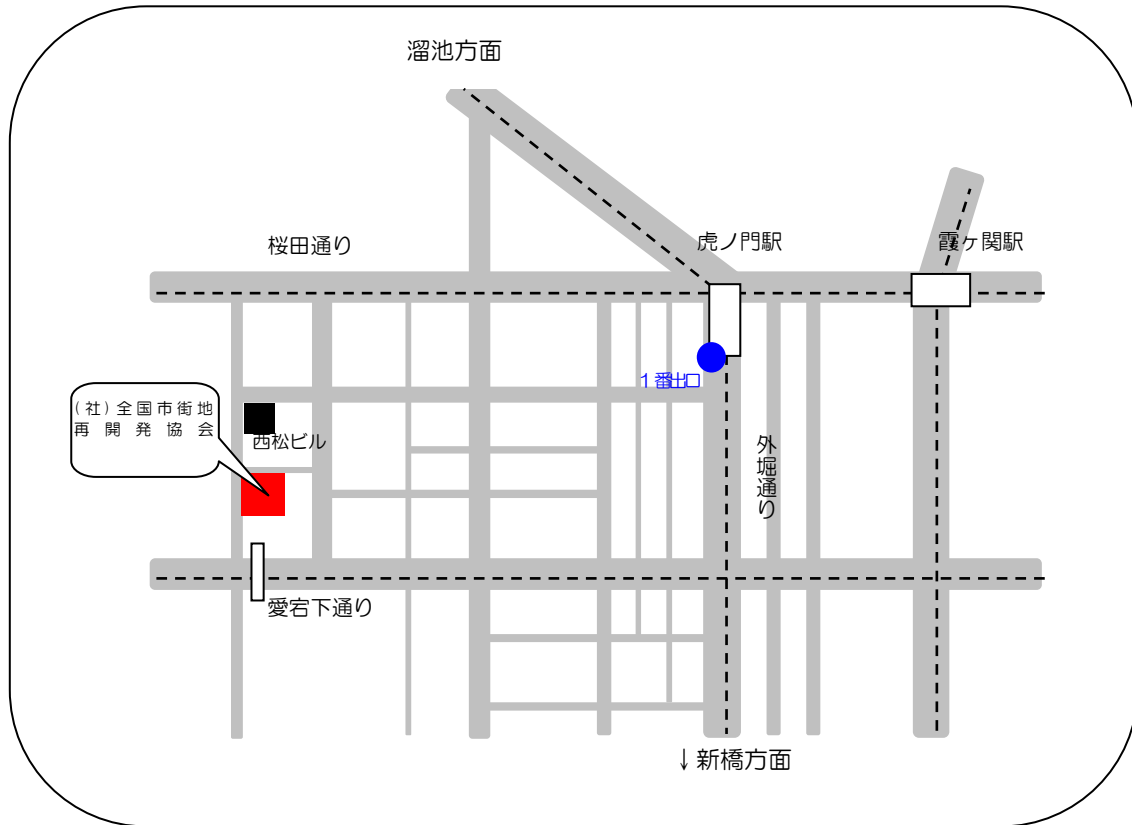 溜池方面
桜田通り
虎ノ門駅
霞ヶ関駅
1番出口
(社)全国市街地
再開発協会
西松ビル
外堀通り
愛宕下通り
↓新橋方面